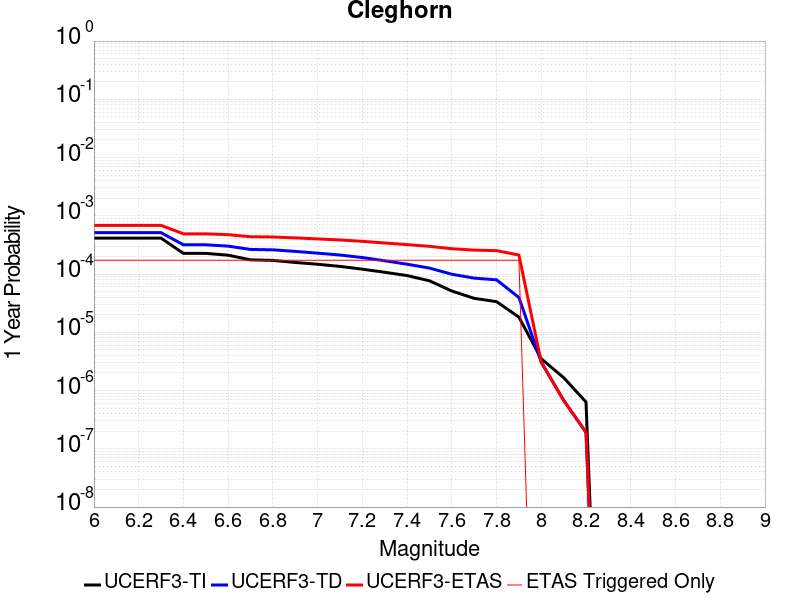 Cleghorn
10^0
10^-1
10^-2
10^-3
10^-4
10^-5
10^-6
10^-7
10^-8
1 Year Probability
6 6.2 6.4 6.6 6.8 7 7.2 7.4 7.6 7.8 8 8.2 8.4 8.6 8.8 9
Magnitude
UCERF3-TI UCERF3-TD UCERF3-ETAS ETAS Triggered Only